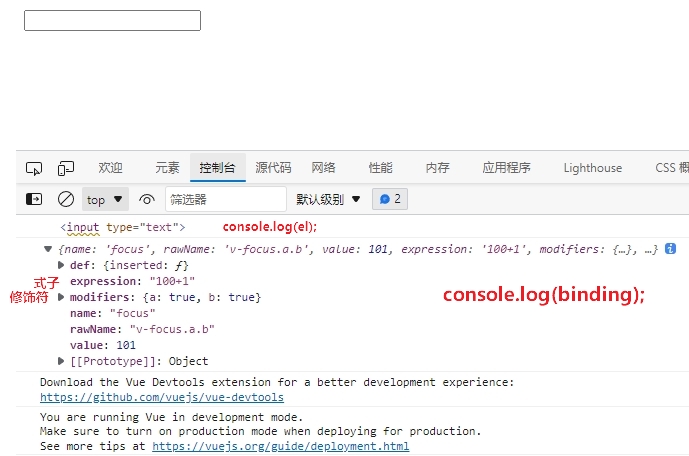 欢迎 元素 控制台 源代码 网络 性能 内存 应用程序 Lighthouse CSS 概
top 筛选器 默认级别 2
<input type="text"> console.log(el);
{name: 'focus', rawName: 'v-focus.a.b', value: 101, expression: '100+1', modifiers: {…}, …}
def: {inserted: ƒ}
式子 expression: "100+1"
修饰符 modifiers: {a: true, b: true} console.log(binding);
name: "focus"
rawName: "v-focus.a.b"
value: 101
[[Prototype]]: Object
Download the Vue Devtools extension for a better development experience:
https://github.com/vuejs/vue-devtools
You are running Vue in development mode.
Make sure to turn on production mode when deploying for production.
See more tips at https://vuejs.org/guide/deployment.html